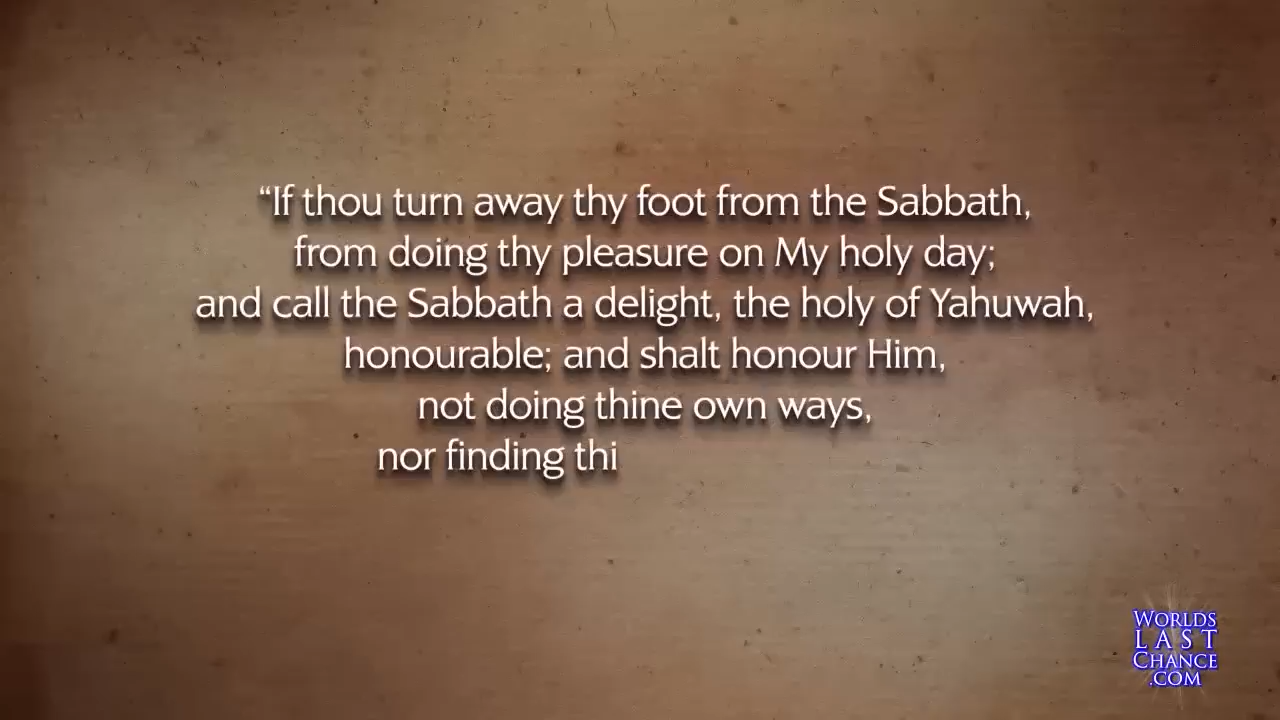 “If thou turn away thy foot from the Sabbath,
from doing thy pleasure on My holy day;
and call the Sabbath a delight, the holy of Yahuwah,
honourable; and shalt honour Him,
not doing thine own ways,
nor finding thi
WORLDS
LAST
CHANCE
.COM